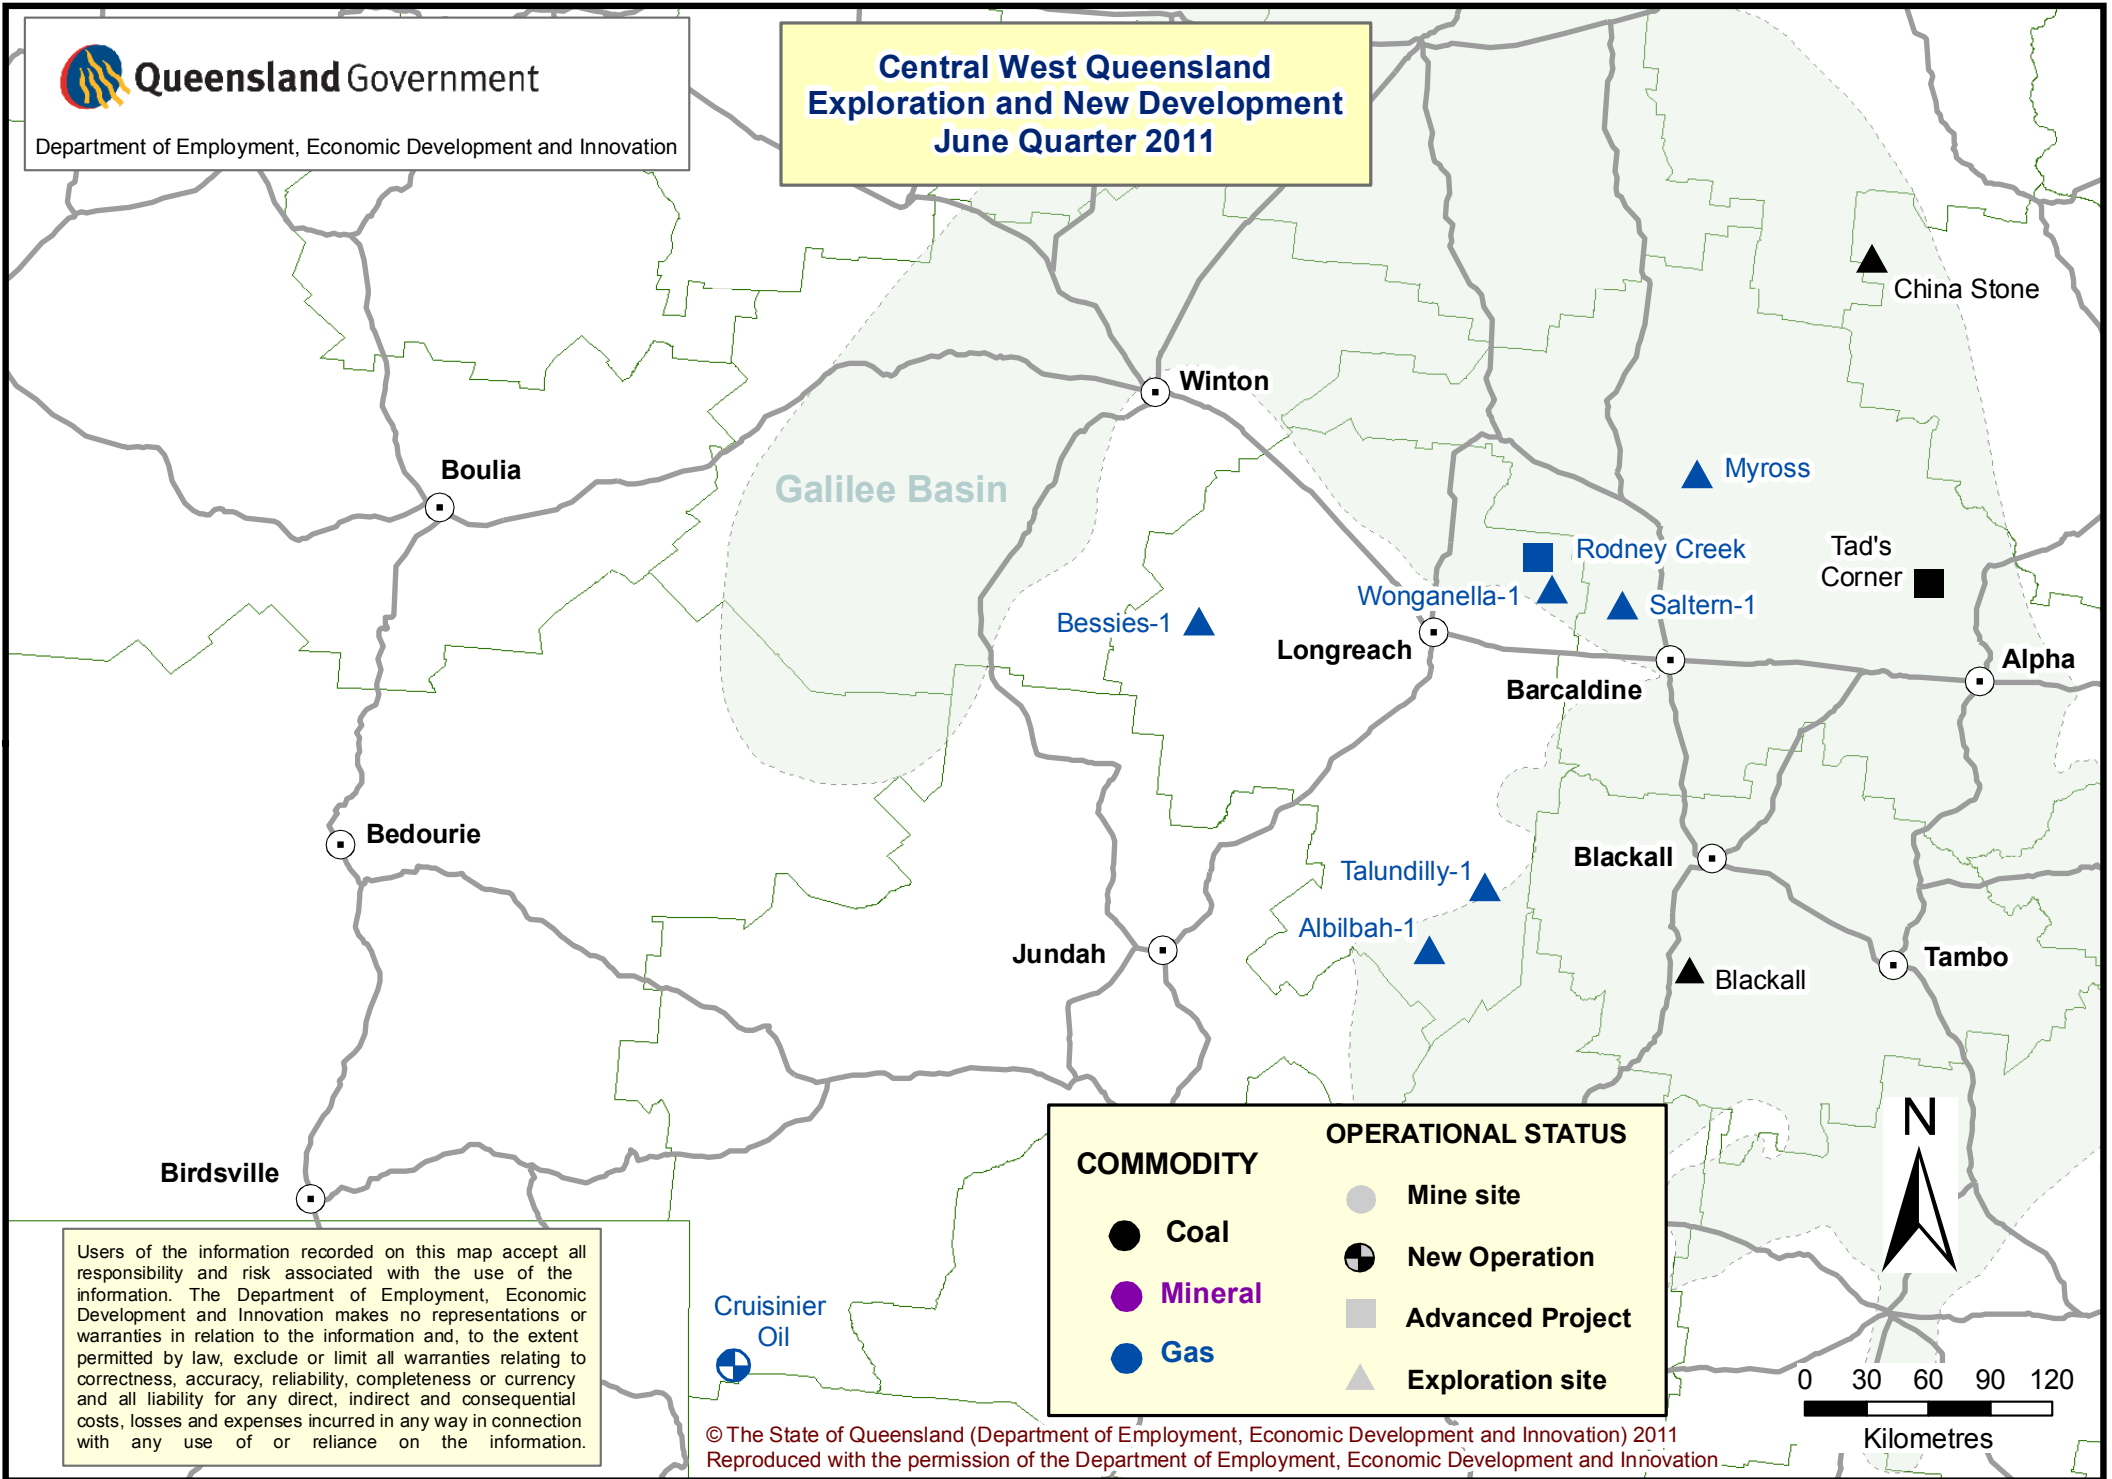 Queensland Government
Department of Employment, Economic Development and Innovation
Central West Queensland
Exploration and New Development
June Quarter 2011
China Stone
Winton
Boulia
Galilee Basin
Myross
Rodney Creek
Tad's
Corner
Wonganella-1
Saltern-1
Bessies-1
Longreach
Barcaldine
Alpha
Bedourie
Blackall
Talundilly-1
Albilbah-1
Jundah
Tambo
Blackall
Birdsville
Cruisinier
Oil
Users of the information recorded on this map accept all
responsibility and risk associated with the use of the
information. The Department of Employment, Economic
Development and Innovation makes no representations or
warranties in relation to the information and, to the extent
permitted by law, exclude or limit all warranties relating to
correctness, accuracy, reliability, completeness or currency
and all liability for any direct, indirect and consequential
costs, losses and expenses incurred in any way in connection
with any use of or reliance on the information.
COMMODITY
Coal
Mineral
Gas
OPERATIONAL STATUS
Mine site
New Operation
Advanced Project
Exploration site
N
0 30 60 90 120
Kilometres
© The State of Queensland (Department of Employment, Economic Development and Innovation) 2011
Reproduced with the permission of the Department of Employment, Economic Development and Innovation